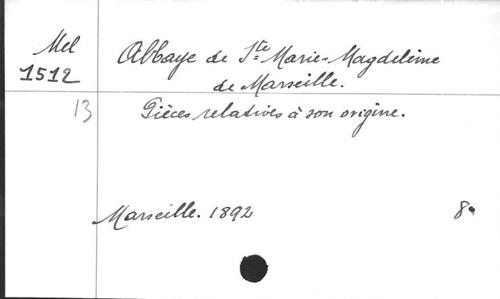 Mel
1512
13
Abbaye de Ste Marie-Magdeleine
de Marseille.
Pièces relatives à son origine.
Marseille. 1892
8°